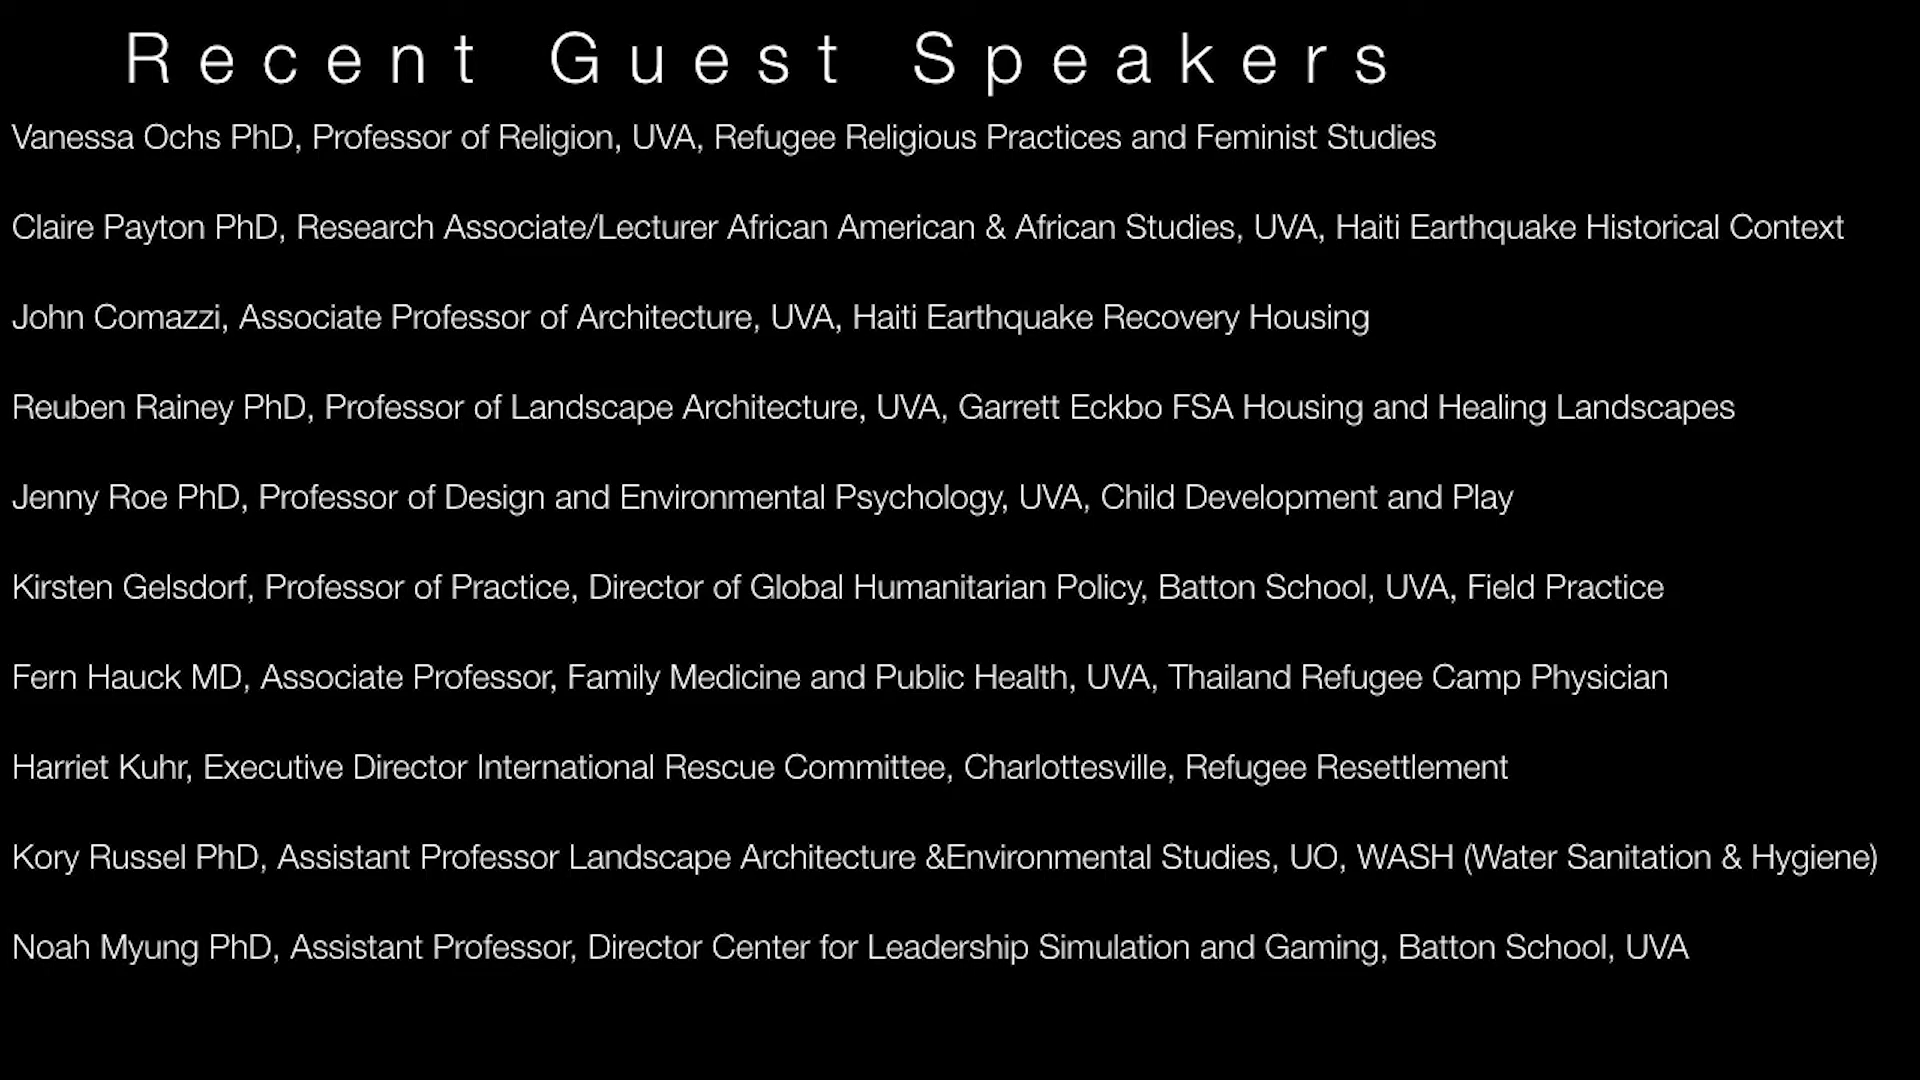 Recent Guest Speakers
Vanessa Ochs PhD, Professor of Religion, UVA, Refugee Religious Practices and Feminist Studies
Claire Payton PhD, Research Associate/Lecturer African American & African Studies, UVA, Haiti Earthquake Historical Context
John Comazzi, Associate Professor of Architecture, UVA, Haiti Earthquake Recovery Housing
Reuben Rainey PhD, Professor of Landscape Architecture, UVA, Garrett Eckbo FSA Housing and Healing Landscapes
Jenny Roe PhD, Professor of Design and Environmental Psychology, UVA, Child Development and Play
Kirsten Gelsdorf, Professor of Practice, Director of Global Humanitarian Policy, Batton School, UVA, Field Practice
Fern Hauck MD, Associate Professor, Family Medicine and Public Health, UVA, Thailand Refugee Camp Physician
Harriet Kuhr, Executive Director International Rescue Committee, Charlottesville, Refugee Resettlement
Kory Russel PhD, Assistant Professor Landscape Architecture &Environmental Studies, UO, WASH (Water Sanitation & Hygiene)
Noah Myung PhD, Assistant Professor, Director Center for Leadership Simulation and Gaming, Batton School, UVA